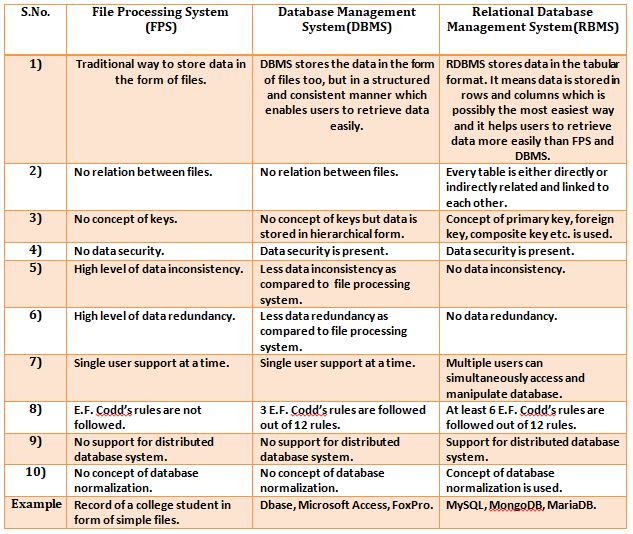 S.No. File Processing System Database Management Relational Database
(FPS) System(DBMS) Management System(RBMS)
1) Traditional way to store data in DBMS stores the data in the form RDBMS stores data in the tabular
the form of files. of files too, but in a structured format. It means data is stored in
and consistent manner which rows and columns which is
enables users to retrieve data possibly the most easiest way
easily. and it helps users to retrieve
data more easily than FPS and
DBMS.
2) No relation between files. No relation between files. Every table is either directly or
indirectly related and linked to
each other.
3) No concept of keys. No concept of keys but data is Concept of primary key, foreign
stored in hierarchical form. key, composite key etc. is used.
4) No data security. Data security is present. Data security is present.
5) High level of data inconsistency. Less data inconsistency as No data inconsistency.
compared to file processing
system.
6) High level of data redundancy. Less data redundancy as No data redundancy.
compared to file processing
system.
7) Single user support at a time. Single user support at a time. Multiple users can
simultaneously access and
manipulate database.
8) E.F. Codd's rules are not 3 E.F. Codd's rules are followed At least 6 E.F. Codd's rules are
followed. out of 12 rules. followed out of 12 rules.
9) No support for distributed No support for distributed Support for distributed database
database system. database system. system.
10) No concept of database No concept of database Concept of database
normalization. normalization. normalization is used.
Example Record of a college student in Dbase, Microsoft Access, FoxPro. MySQL, MongoDB, MariaDB.
form of simple files.